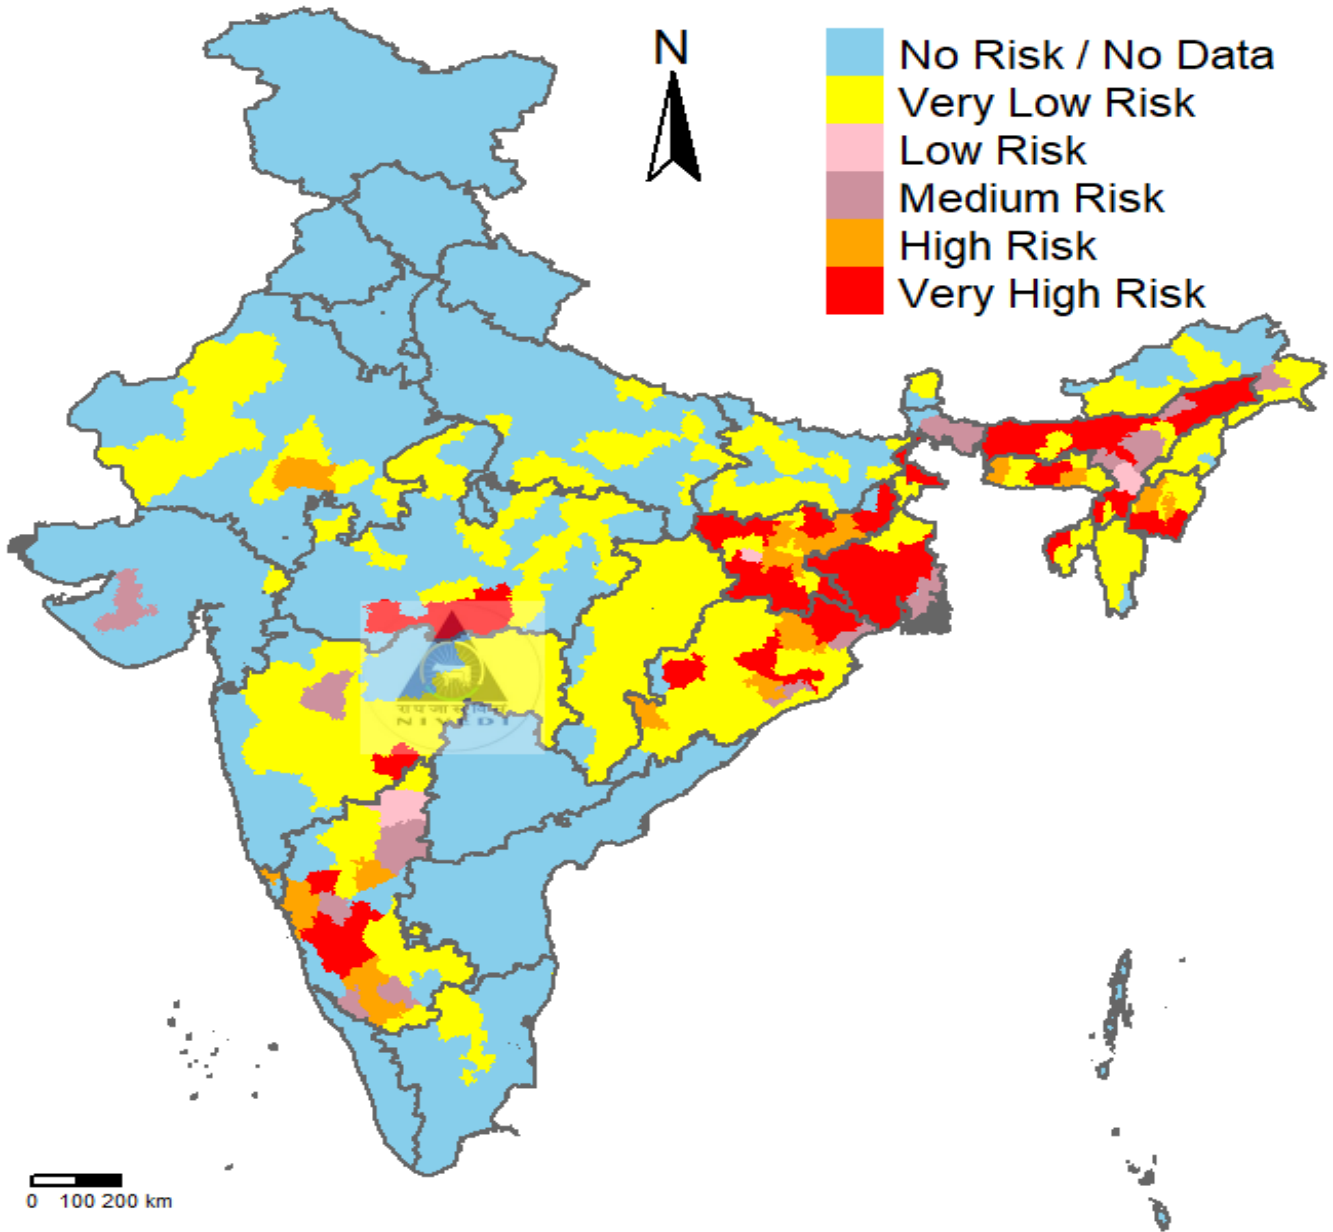 N
No Risk / No Data
Very Low Risk
Low Risk
Medium Risk
High Risk
Very High Risk
NIVEDI
0 100 200 km